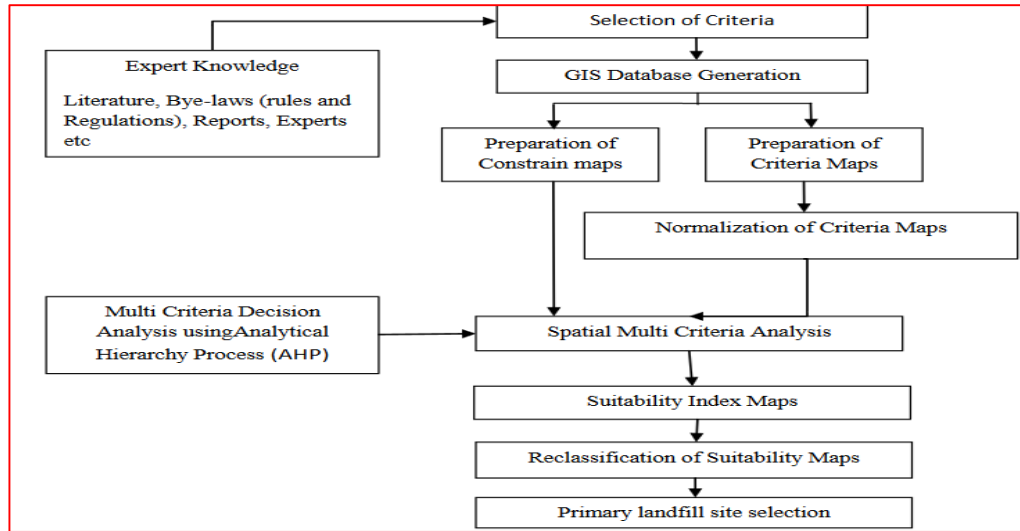 Selection of Criteria
Expert Knowledge
Literature, Bye-laws (rules and
Regulations), Reports, Experts
etc
GIS Database Generation
Preparation of
Constrain maps
Preparation of
Criteria Maps
Normalization of Criteria Maps
Multi Criteria Decision
Analysis usingAnalytical
Hierarchy Process (AHP)
Spatial Multi Criteria Analysis
Suitability Index Maps
Reclassification of Suitability Maps
Primary landfill site selection